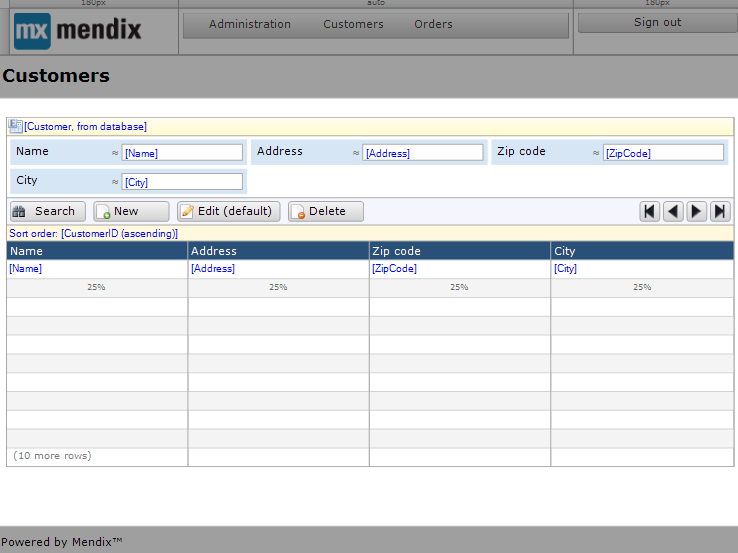 180px auto 180px
mx mendix Administration Customers Orders Sign out
Customers
[Customer, from database]
Name ≈ [Name] Address ≈ [Address] Zip code ≈ [ZipCode]
City ≈ [City]
Search New Edit (default) Delete
Sort order: [CustomerID (ascending)]
Name Address Zip code City
[Name] [Address] [ZipCode] [City]
25% 25% 25% 25%
(10 more rows)
Powered by Mendix™